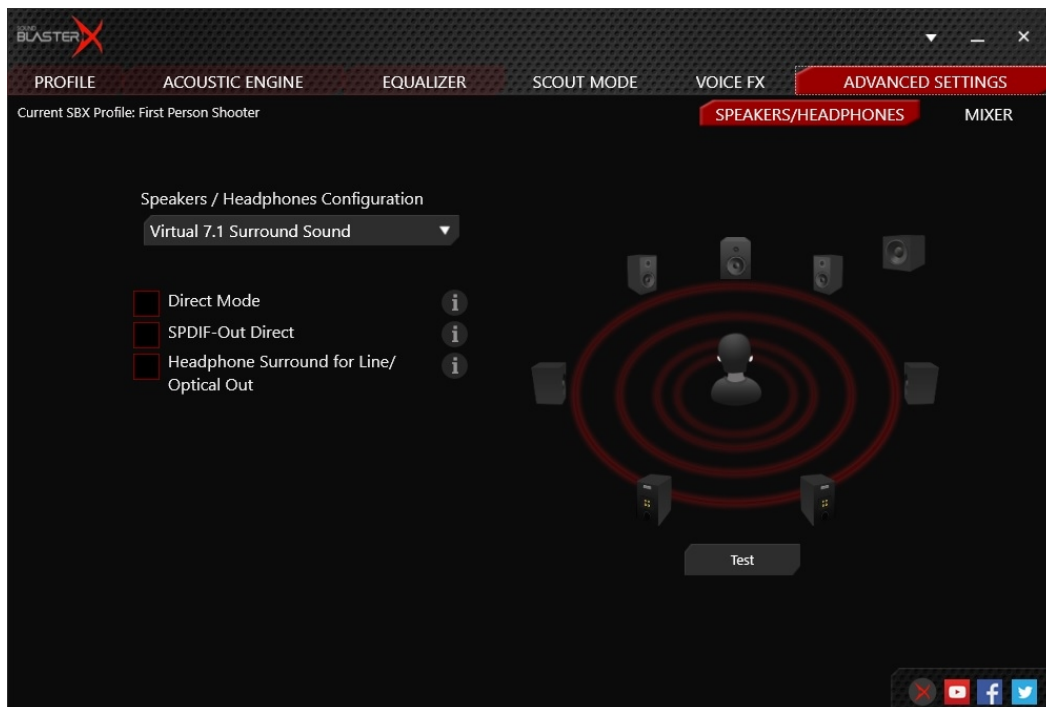 SOUND
BLASTERX
PROFILE ACOUSTIC ENGINE EQUALIZER SCOUT MODE VOICE FX ADVANCED SETTINGS
Current SBX Profile: First Person Shooter SPEAKERS/HEADPHONES MIXER
Speakers / Headphones Configuration
Virtual 7.1 Surround Sound
Direct Mode
SPDIF-Out Direct
Headphone Surround for Line/
Optical Out
Test